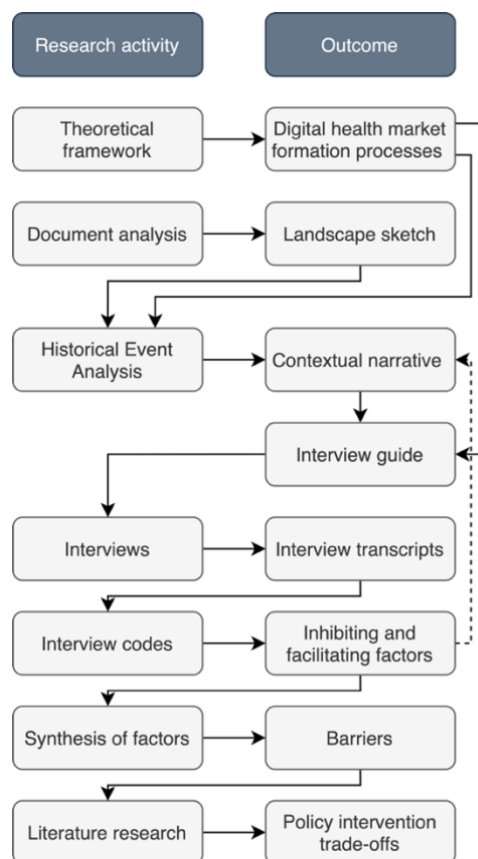 Research activity
Outcome
Theoretical
framework
Digital health market
formation processes
Document analysis
Landscape sketch
Historical Event
Analysis
Contextual narrative
Interview guide
Interviews
Interview transcripts
Interview codes
Inhibiting and
facilitating factors
Synthesis of factors
Barriers
Literature research
Policy intervention
trade-offs